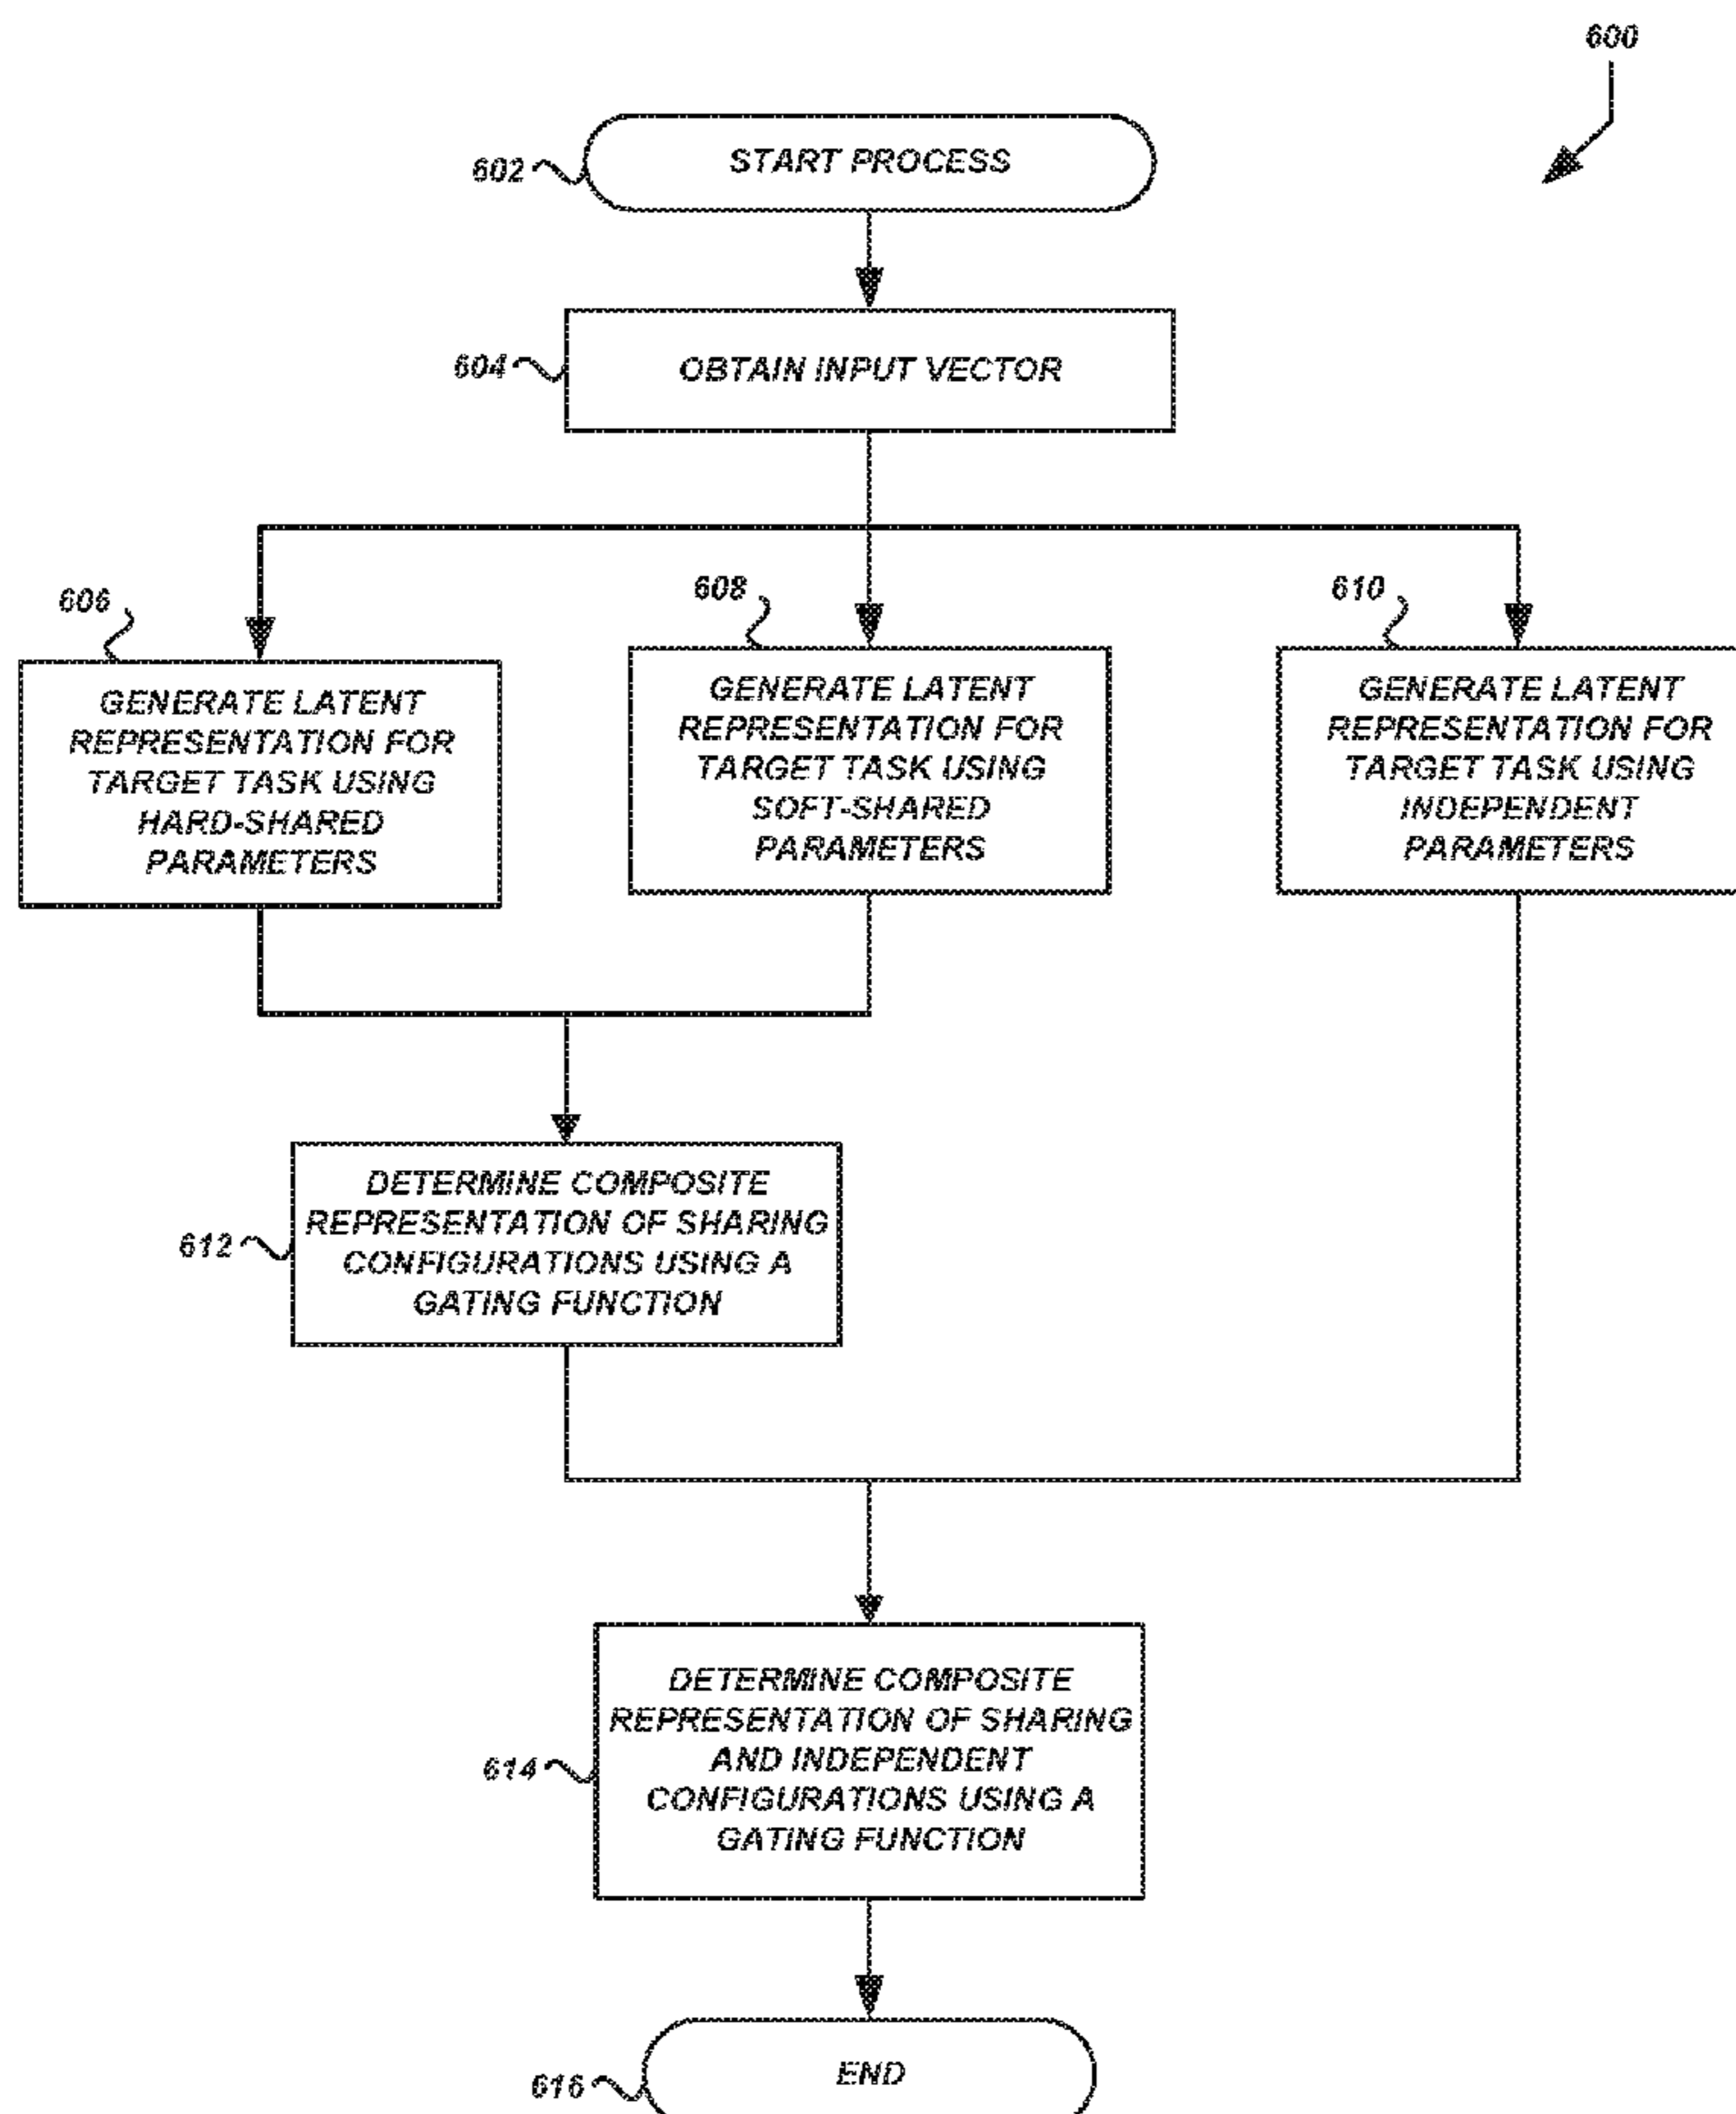 600
602
START PROCESS
604
OBTAIN INPUT VECTOR
606
608
610
GENERATE LATENT
REPRESENTATION FOR
TARGET TASK USING
HARD-SHARED
PARAMETERS
GENERATE LATENT
REPRESENTATION FOR
TARGET TASK USING
SOFT-SHARED
PARAMETERS
GENERATE LATENT
REPRESENTATION FOR
TARGET TASK USING
INDEPENDENT
PARAMETERS
612
DETERMINE COMPOSITE
REPRESENTATION OF SHARING
CONFIGURATIONS USING A
GATING FUNCTION
614
DETERMINE COMPOSITE
REPRESENTATION OF SHARING
AND INDEPENDENT
CONFIGURATIONS USING A
GATING FUNCTION
616
END